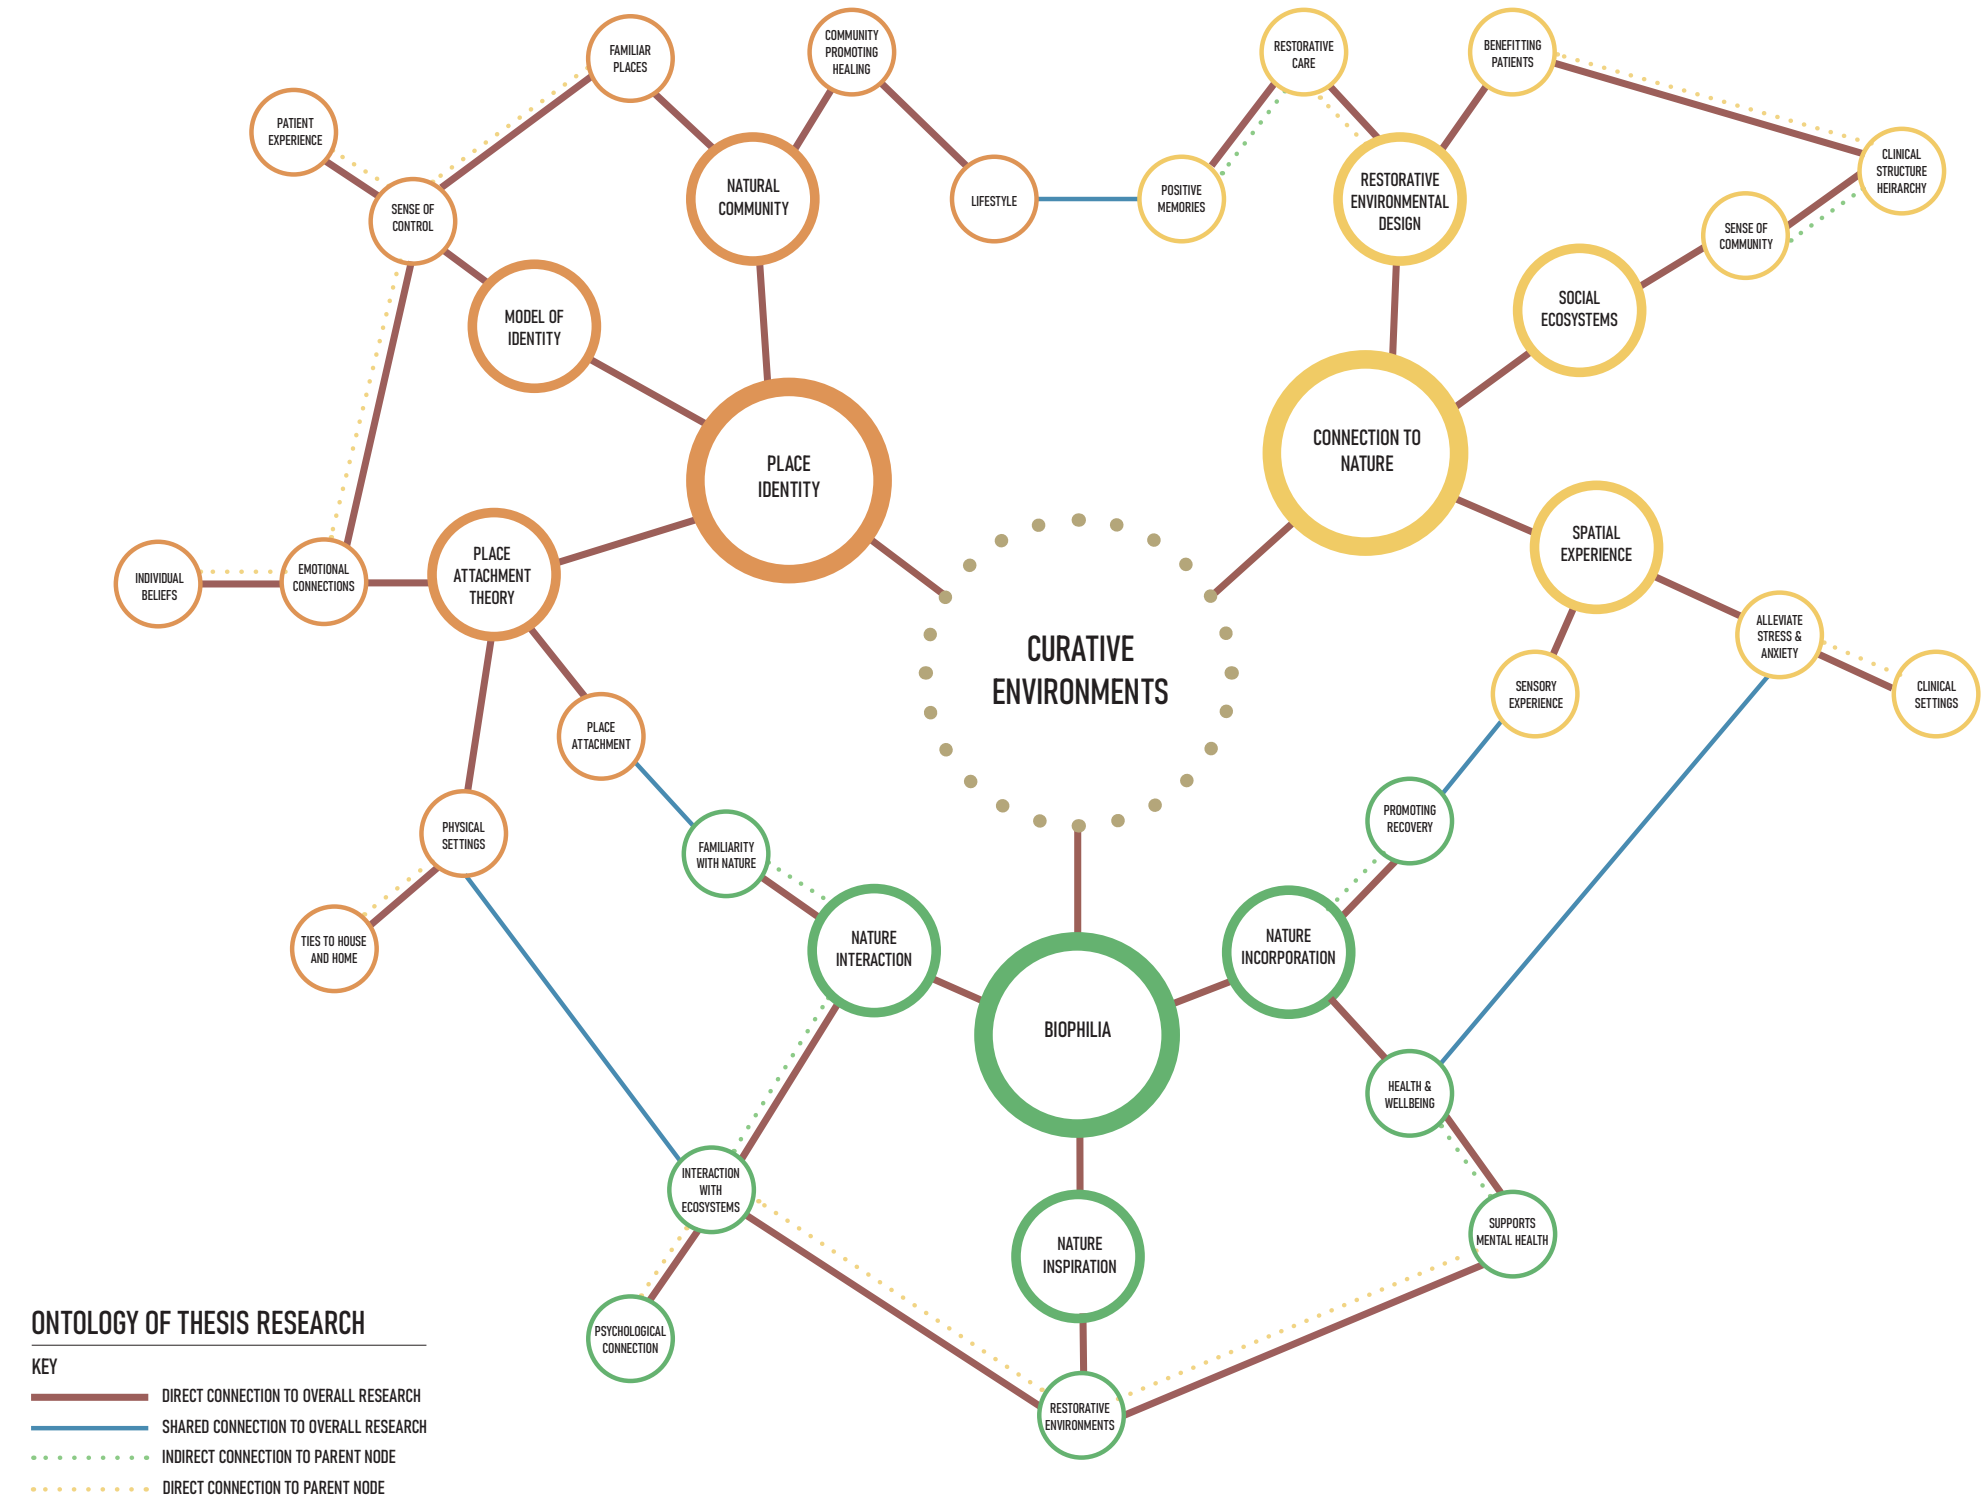 FAMILIAR
PLACES
COMMUNITY
PROMOTING
HEALING
RESTORATIVE
CARE
BENEFITTING
PATIENTS
PATIENT
EXPERIENCE
SENSE OF
CONTROL
NATURAL
COMMUNITY
LIFESTYLE
POSITIVE
MEMORIES
RESTORATIVE
ENVIRONMENTAL
DESIGN
CLINICAL
STRUCTURE
HEIRARCHY
SENSE OF
COMMUNITY
MODEL OF
IDENTITY
SOCIAL
ECOSYSTEMS
PLACE
IDENTITY
CONNECTION TO
NATURE
INDIVIDUAL
BELIEFS
EMOTIONAL
CONNECTIONS
PLACE
ATTACHMENT
THEORY
SPATIAL
EXPERIENCE
CURATIVE
ENVIRONMENTS
ALLEVIATE
STRESS &
ANXIETY
SENSORY
EXPERIENCE
CLINICAL
SETTINGS
PLACE
ATTACHMENT
PHYSICAL
SETTINGS
FAMILIARITY
WITH NATURE
PROMOTING
RECOVERY
TIES TO HOUSE
AND HOME
NATURE
INTERACTION
NATURE
INCORPORATION
BIOPHILIA
HEALTH &
WELLBEING
INTERACTION
WITH
ECOSYSTEMS
NATURE
INSPIRATION
SUPPORTS
MENTAL HEALTH
PSYCHOLOGICAL
CONNECTION
RESTORATIVE
ENVIRONMENTS
ONTOLOGY OF THESIS RESEARCH
KEY
DIRECT CONNECTION TO OVERALL RESEARCH
SHARED CONNECTION TO OVERALL RESEARCH
INDIRECT CONNECTION TO PARENT NODE
DIRECT CONNECTION TO PARENT NODE